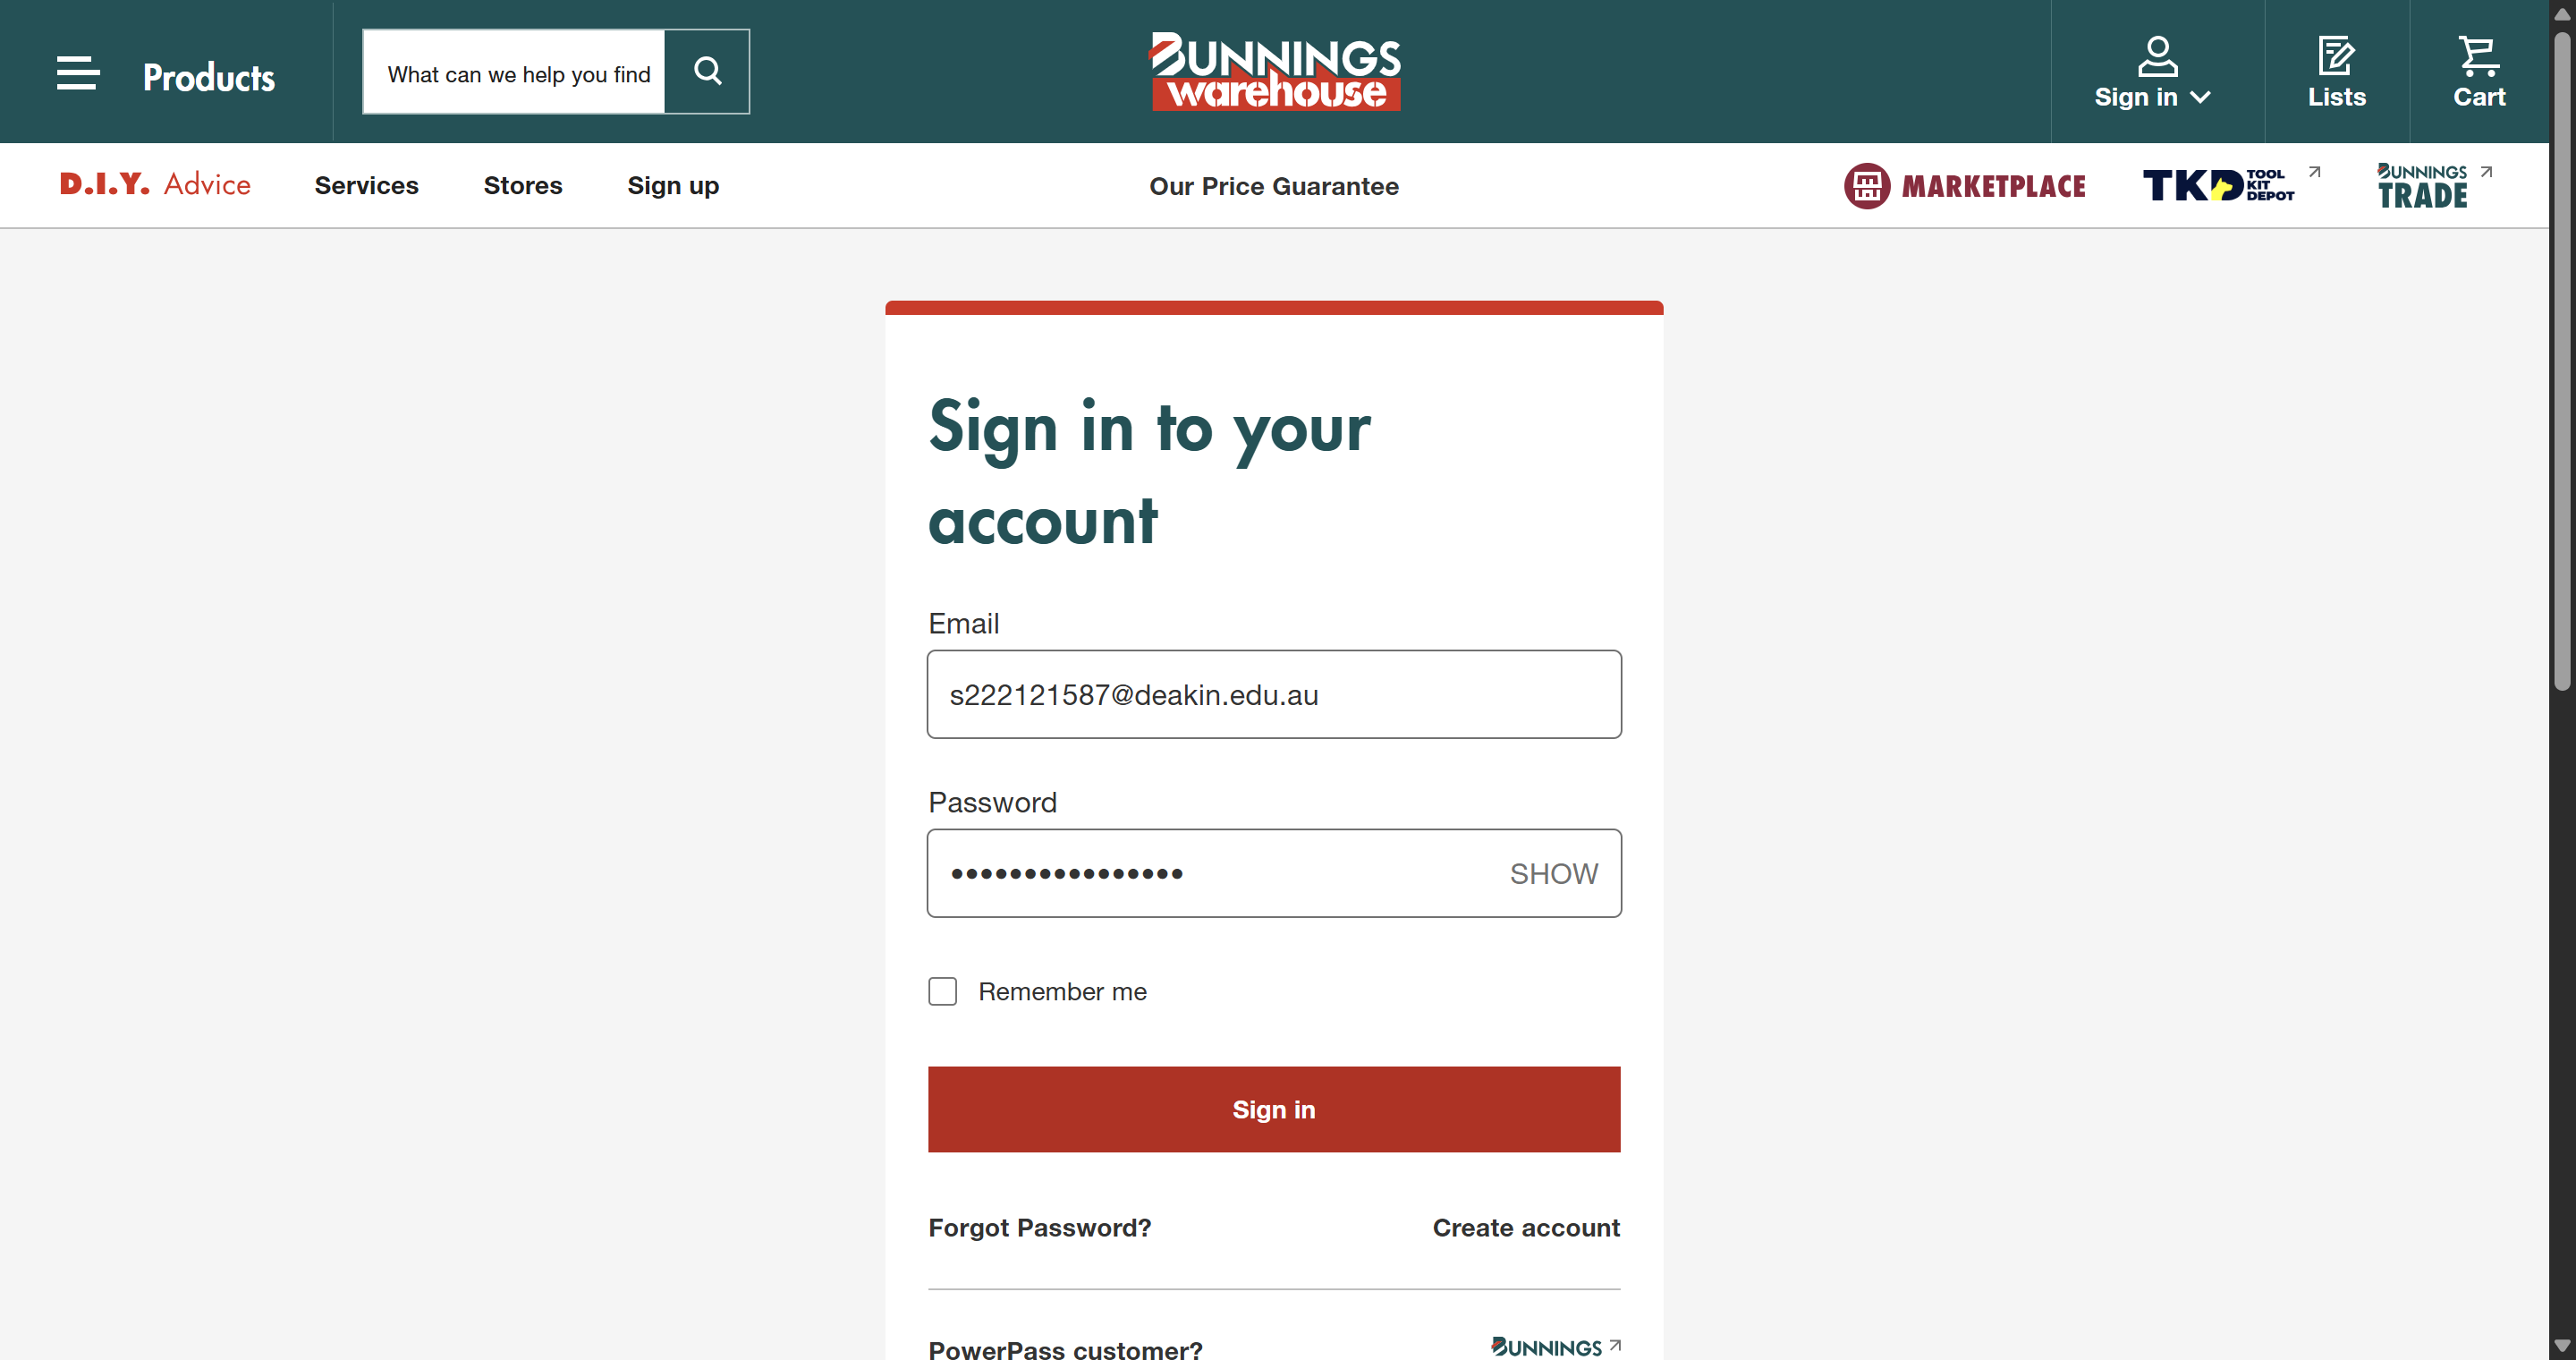 Products
What can we help you find
BUNNINGS
warehouse
Sign in
Lists
Cart
D.I.Y. Advice
Services
Stores
Sign up
Our Price Guarantee
MARKETPLACE
TKD TOOL KIT DEPOT
BUNNINGS
TRADE
Sign in to your
account
Email
s222121587@deakin.edu.au
Password
••••••••••••••••
SHOW
Remember me
Sign in
Forgot Password?
Create account
PowerPass customer?
BUNNINGS